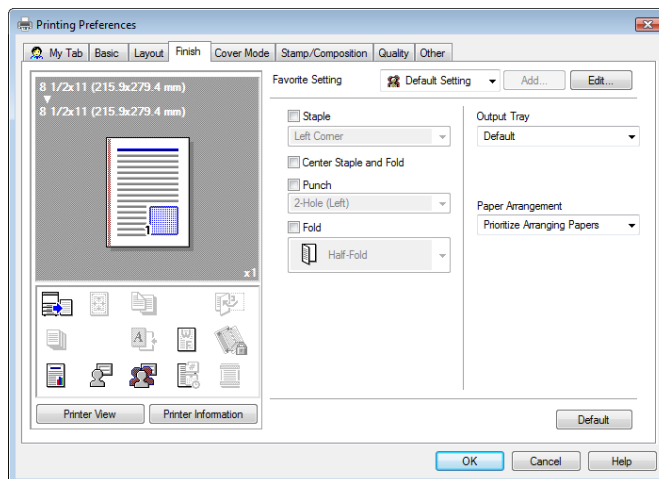 Printing Preferences
My Tab Basic Layout Finish Cover Mode Stamp/Composition Quality Other
8 1/2x11 (215.9x279.4 mm)
8 1/2x11 (215.9x279.4 mm)
1
x1
A
W
F
Printer View Printer Information
Favorite Setting Default Setting Add... Edit...
Staple
Left Corner
Center Staple and Fold
Punch
2-Hole (Left)
Fold
Half-Fold
Output Tray
Default
Paper Arrangement
Prioritize Arranging Papers
Default
OK Cancel Help